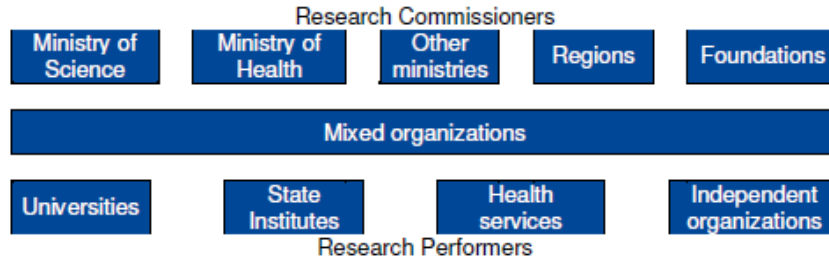 Research Commissioners
Ministry of
Science
Ministry of
Health
Other
ministries
Regions
Foundations
Mixed organizations
Universities
State
Institutes
Health
services
Independent
organizations
Research Performers